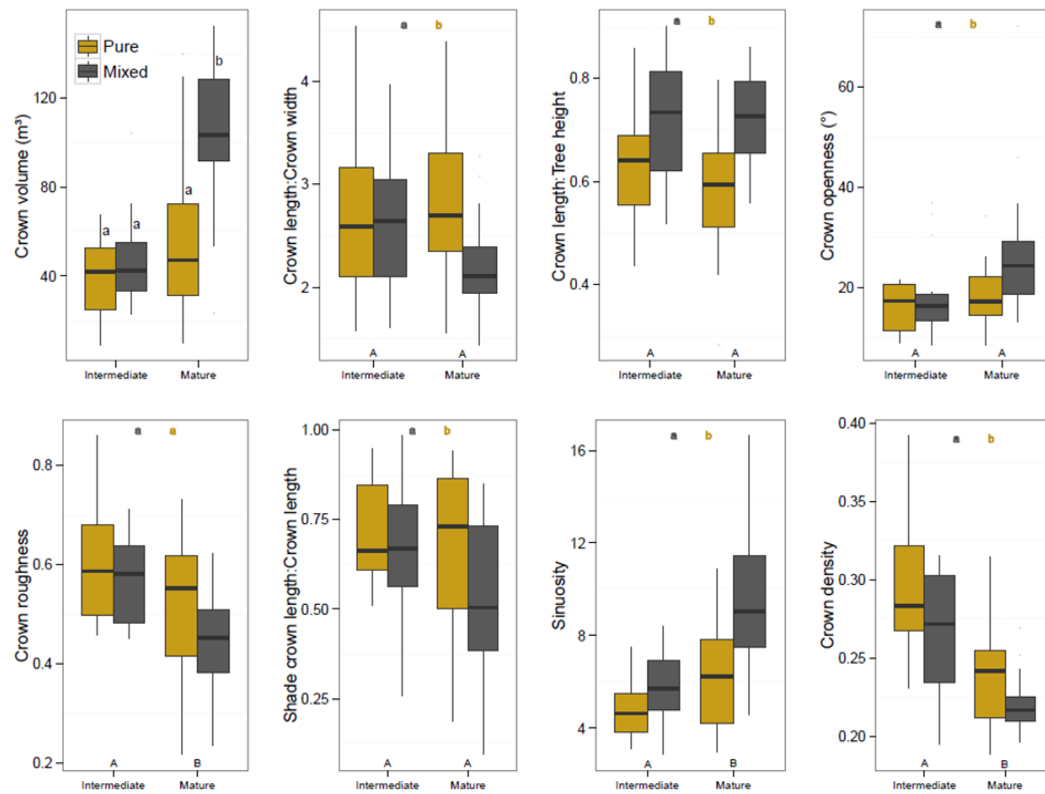 Pure
Mixed
Crown volume (m³)
120
80
40
a
a
a
b
Intermediate
Mature
Crown length:Crown width
4
3
2
a b
A
A
Intermediate
Mature
Crown length:Tree height
0.8
0.6
0.4
a b
A
A
Intermediate
Mature
Crown openness (°)
60
40
20
a b
A
A
Intermediate
Mature
Crown roughness
0.8
0.6
0.4
0.2
a a
A
B
Intermediate
Mature
Shade crown length:Crown length
1.00
0.75
0.50
0.25
a b
A
A
Intermediate
Mature
Sinuosity
16
12
8
4
a b
A
B
Intermediate
Mature
Crown density
0.40
0.35
0.30
0.25
0.20
a b
A
B
Intermediate
Mature